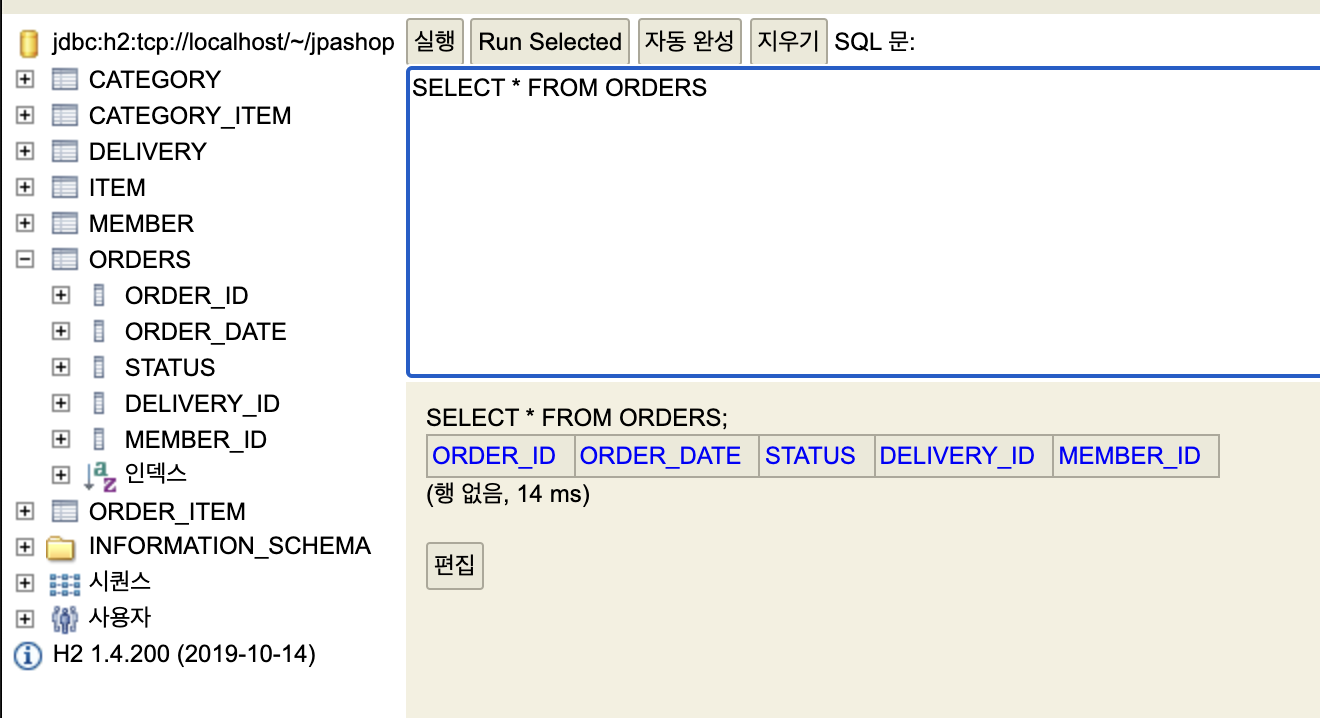 jdbc:h2:tcp://localhost/~/jpashop
CATEGORY
CATEGORY_ITEM
DELIVERY
ITEM
MEMBER
ORDERS
ORDER_ID
ORDER_DATE
STATUS
DELIVERY_ID
MEMBER_ID
인덱스
ORDER_ITEM
INFORMATION_SCHEMA
시퀀스
사용자
H2 1.4.200 (2019-10-14)
실행 Run Selected 자동 완성 지우기 SQL 문:
SELECT * FROM ORDERS
SELECT * FROM ORDERS;
ORDER_ID ORDER_DATE STATUS DELIVERY_ID MEMBER_ID
(행 없음, 14 ms)
편집